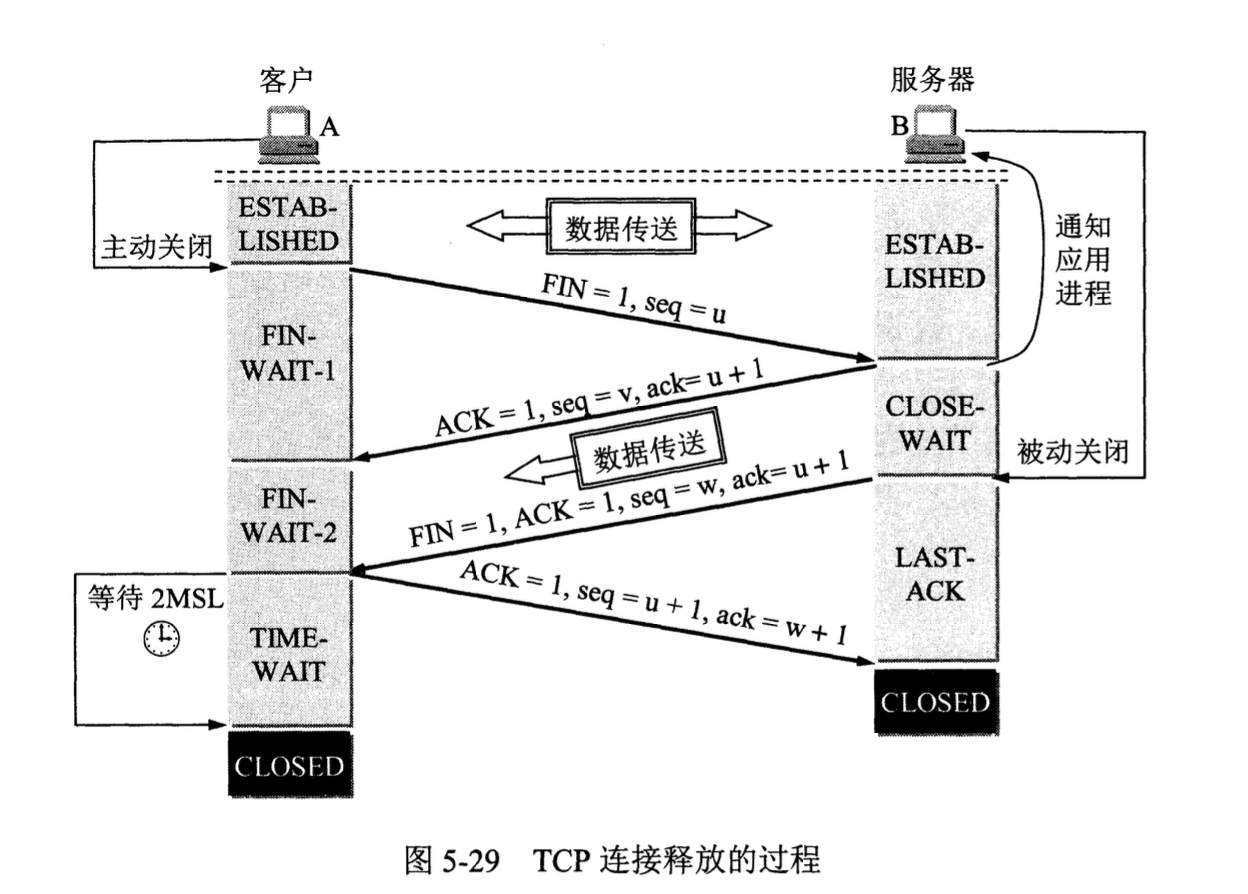 客户
服务器
A
B
ESTAB-
LISHED
数据传送
主动关闭
ESTAB-
LISHED
通知
应用
进程
FIN = 1, seq = u
FIN-
WAIT-1
ACK = 1, seq = v, ack= u + 1
CLOSE-
WAIT
数据传送
被动关闭
FIN-
WAIT-2
FIN = 1, ACK = 1, seq = w, ack= u + 1
LAST-
ACK
ACK = 1, seq = u + 1, ack = w + 1
等待 2MSL
TIME-
WAIT
CLOSED
CLOSED
图 5-29 TCP 连接释放的过程